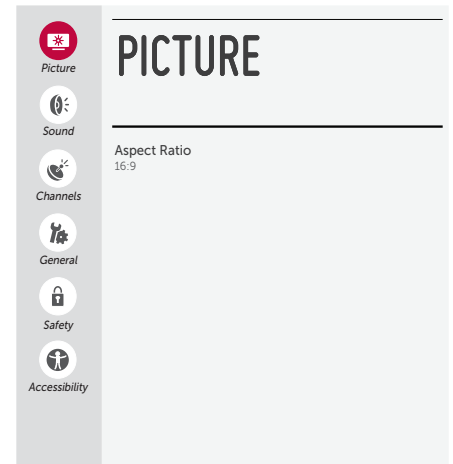 Picture
Sound
Channels
General
Safety
Accessibility
PICTURE
Aspect Ratio
16:9